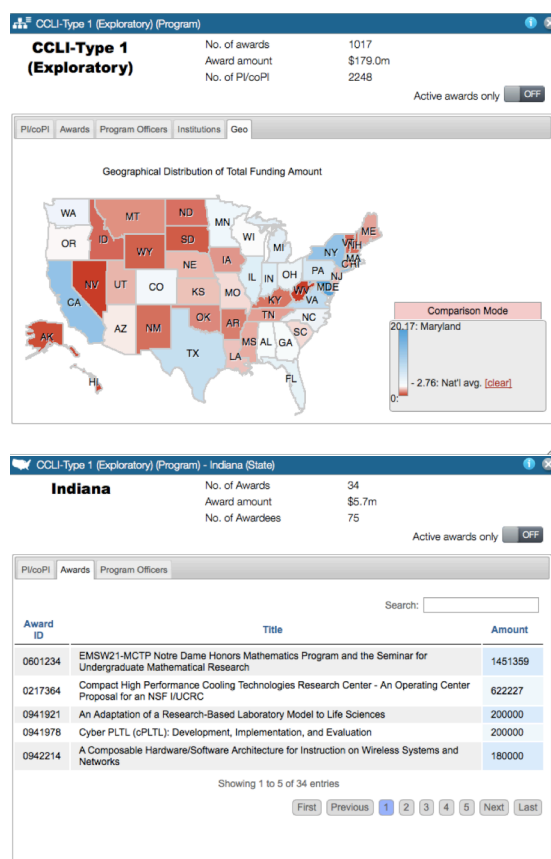 CCLI-Type 1 (Exploratory) (Program)
CCLI-Type 1
(Exploratory)
No. of awards 1017
Award amount $179.0m
No. of PI/coPI 2248
Active awards only OFF
PI/coPI Awards Program Officers Institutions Geo
Geographical Distribution of Total Funding Amount
WA MT ND MN ME
OR ID WY SD WI MI NY NH
NV UT CO NE IA IL IN OH PA NJ MA
CA KS MO KY WV VA MD DE
AZ NM OK AR TN NC
TX LA MS AL GA SC
AK HI FL
Comparison Mode
20.17: Maryland
- 2.76: Nat'l avg. [clear]
0:
CCLI-Type 1 (Exploratory) (Program) - Indiana (State)
Indiana
No. of Awards 34
Award amount $5.7m
No. of Awardees 75
Active awards only OFF
PI/coPI Awards Program Officers
Search:
Award
ID Title Amount
0601234 EMSW21-MCTP Notre Dame Honors Mathematics Program and the Seminar for
Undergraduate Mathematical Research 1451359
0217364 Compact High Performance Cooling Technologies Research Center - An Operating Center
Proposal for an NSF I/UCRC 622227
0941921 An Adaptation of a Research-Based Laboratory Model to Life Sciences 200000
0941978 Cyber PLTL (cPLTL): Development, Implementation, and Evaluation 200000
0942214 A Composable Hardware/Software Architecture for Instruction on Wireless Systems and
Networks 180000
Showing 1 to 5 of 34 entries
First Previous 1 2 3 4 5 Next Last